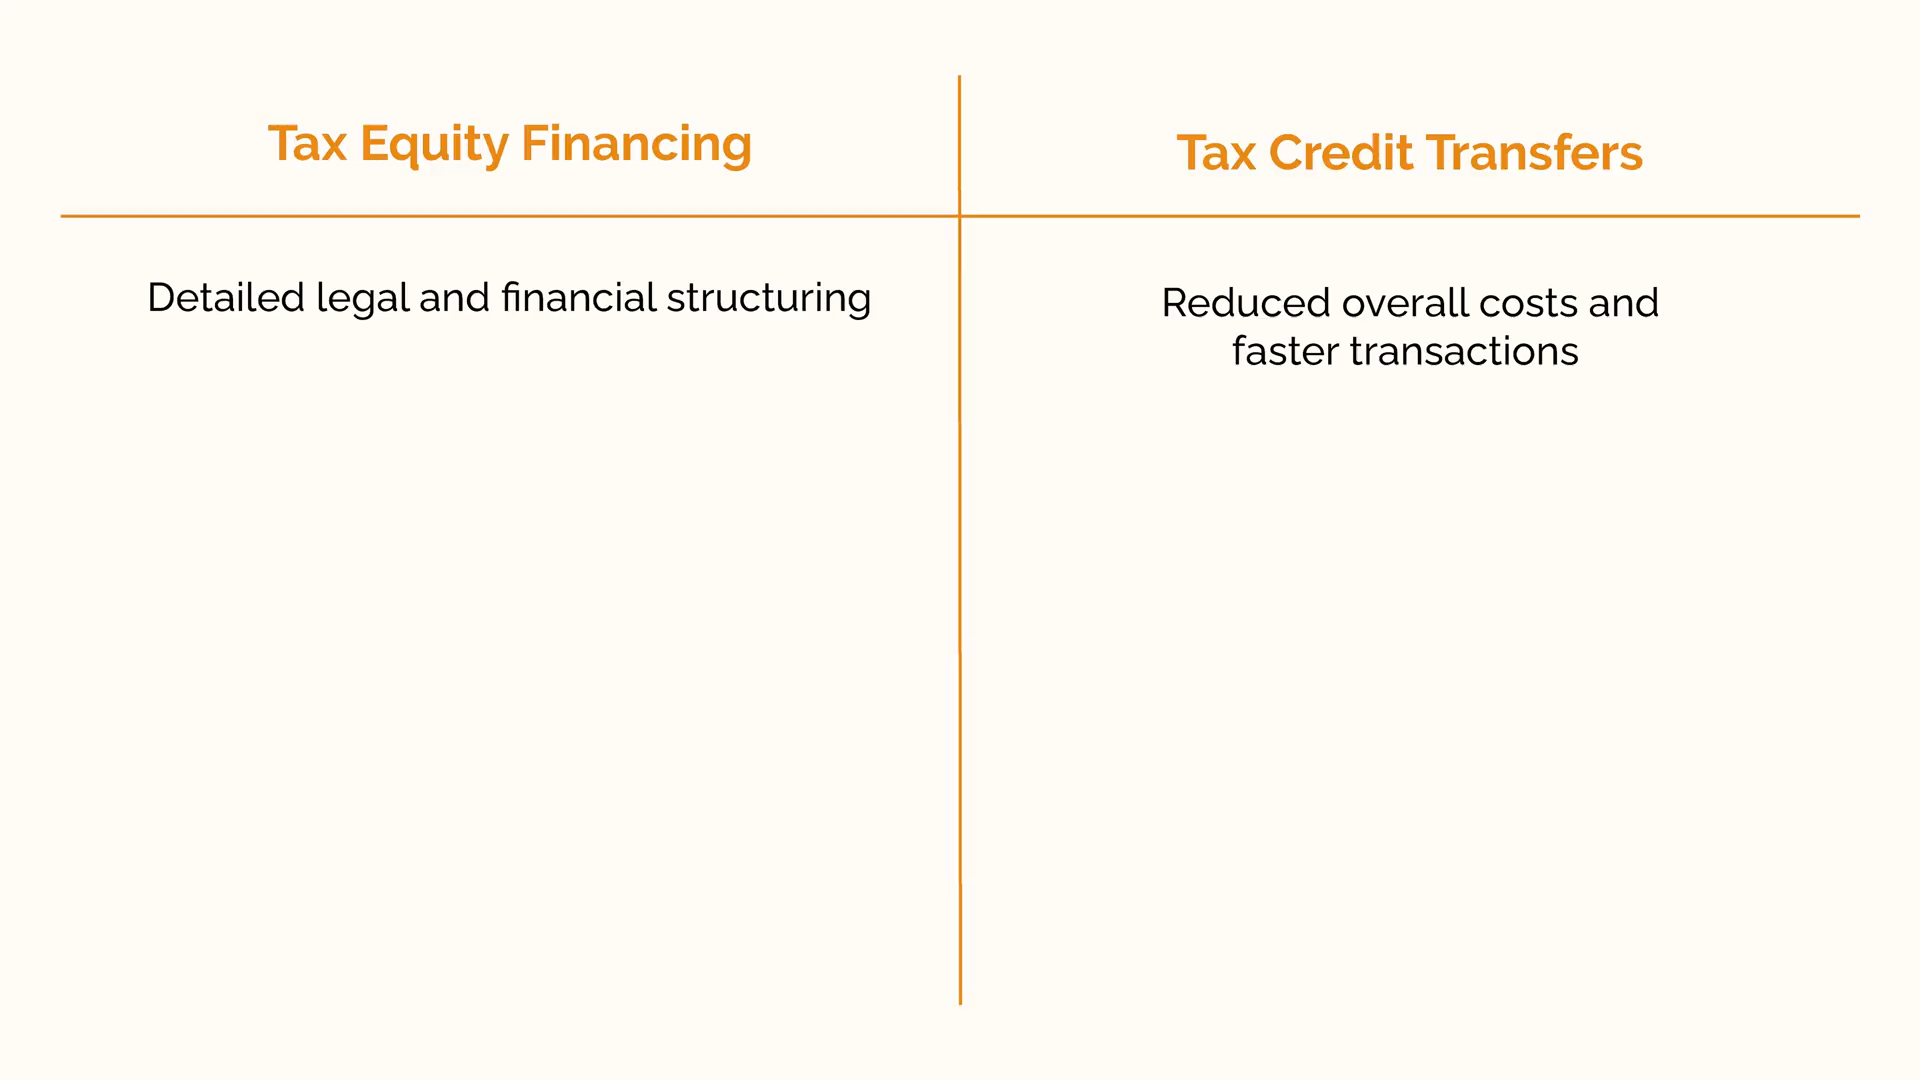 Tax Equity Financing
Tax Credit Transfers
Detailed legal and financial structuring
Reduced overall costs and
faster transactions